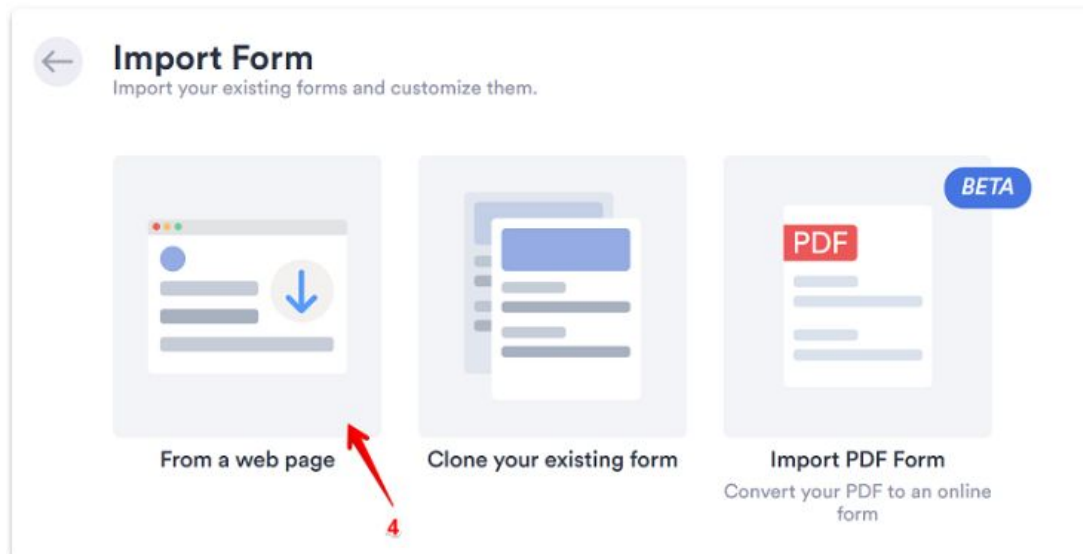 Import Form
Import your existing forms and customize them.
BETA
PDF
From a web page
Clone your existing form
Import PDF Form
Convert your PDF to an online
form
4